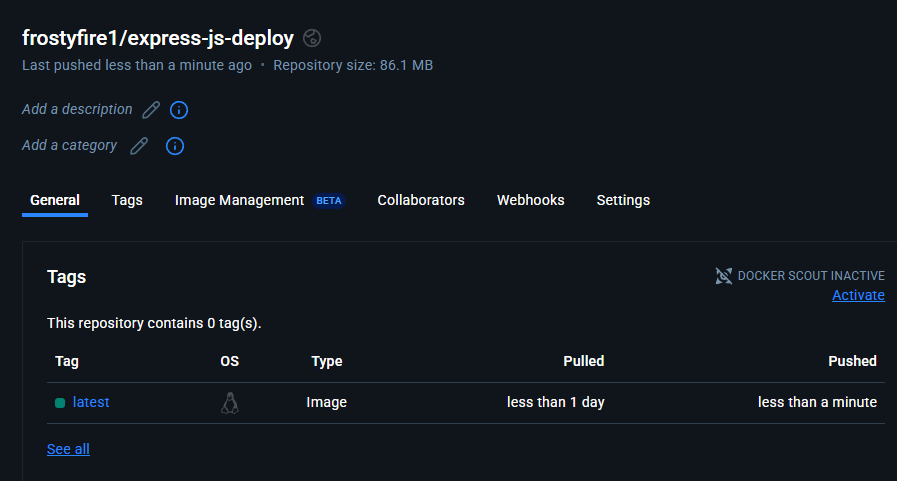 frostyfire1/express-js-deploy
Last pushed less than a minute ago • Repository size: 86.1 MB
Add a description
Add a category
General Tags Image Management BETA Collaborators Webhooks Settings
Tags
DOCKER SCOUT INACTIVE
Activate
This repository contains 0 tag(s).
Tag OS Type Pulled Pushed
latest Image less than 1 day less than a minute
See all